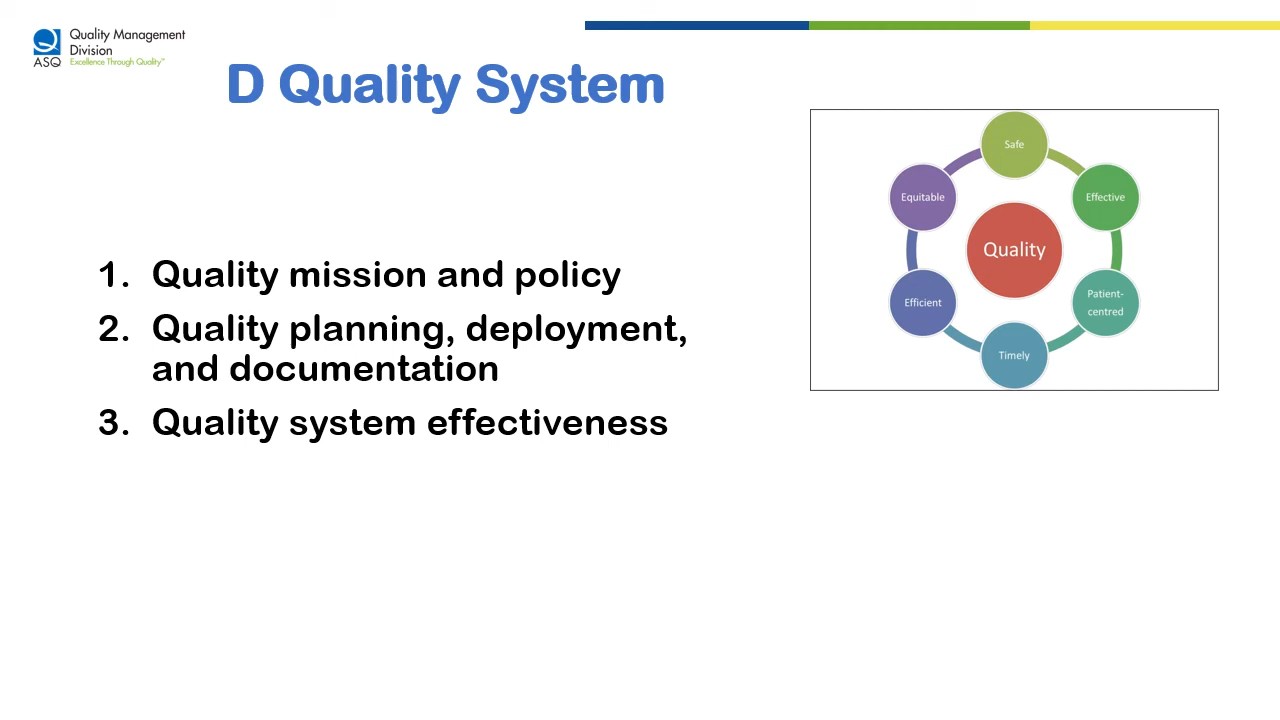 Quality Management
Division
ASQ Excellence Through Quality™
D Quality System
1. Quality mission and policy
2. Quality planning, deployment,
and documentation
3. Quality system effectiveness
Safe
Equitable
Effective
Quality
Efficient
Patient-
centred
Timely